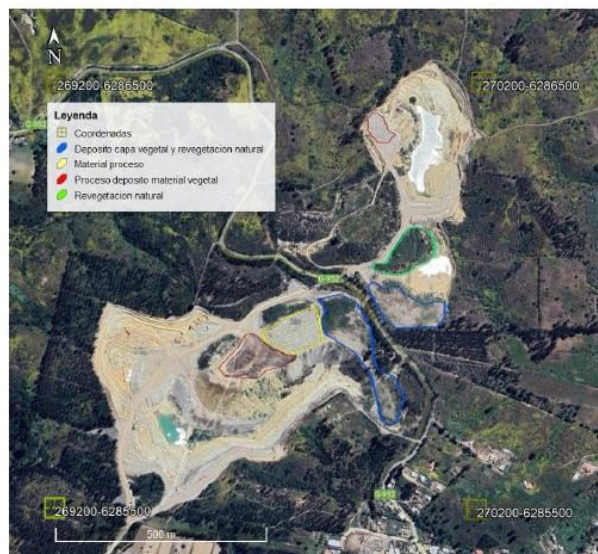 N
269200-6286500
270200-6286500
Leyenda
Coordenadas
Deposito capa vegetal y revegetacion natural
Material proceso
Proceso deposito material vegetal
Revegetacion natural
G-962
269200-6285500
270200-6285500
500 m